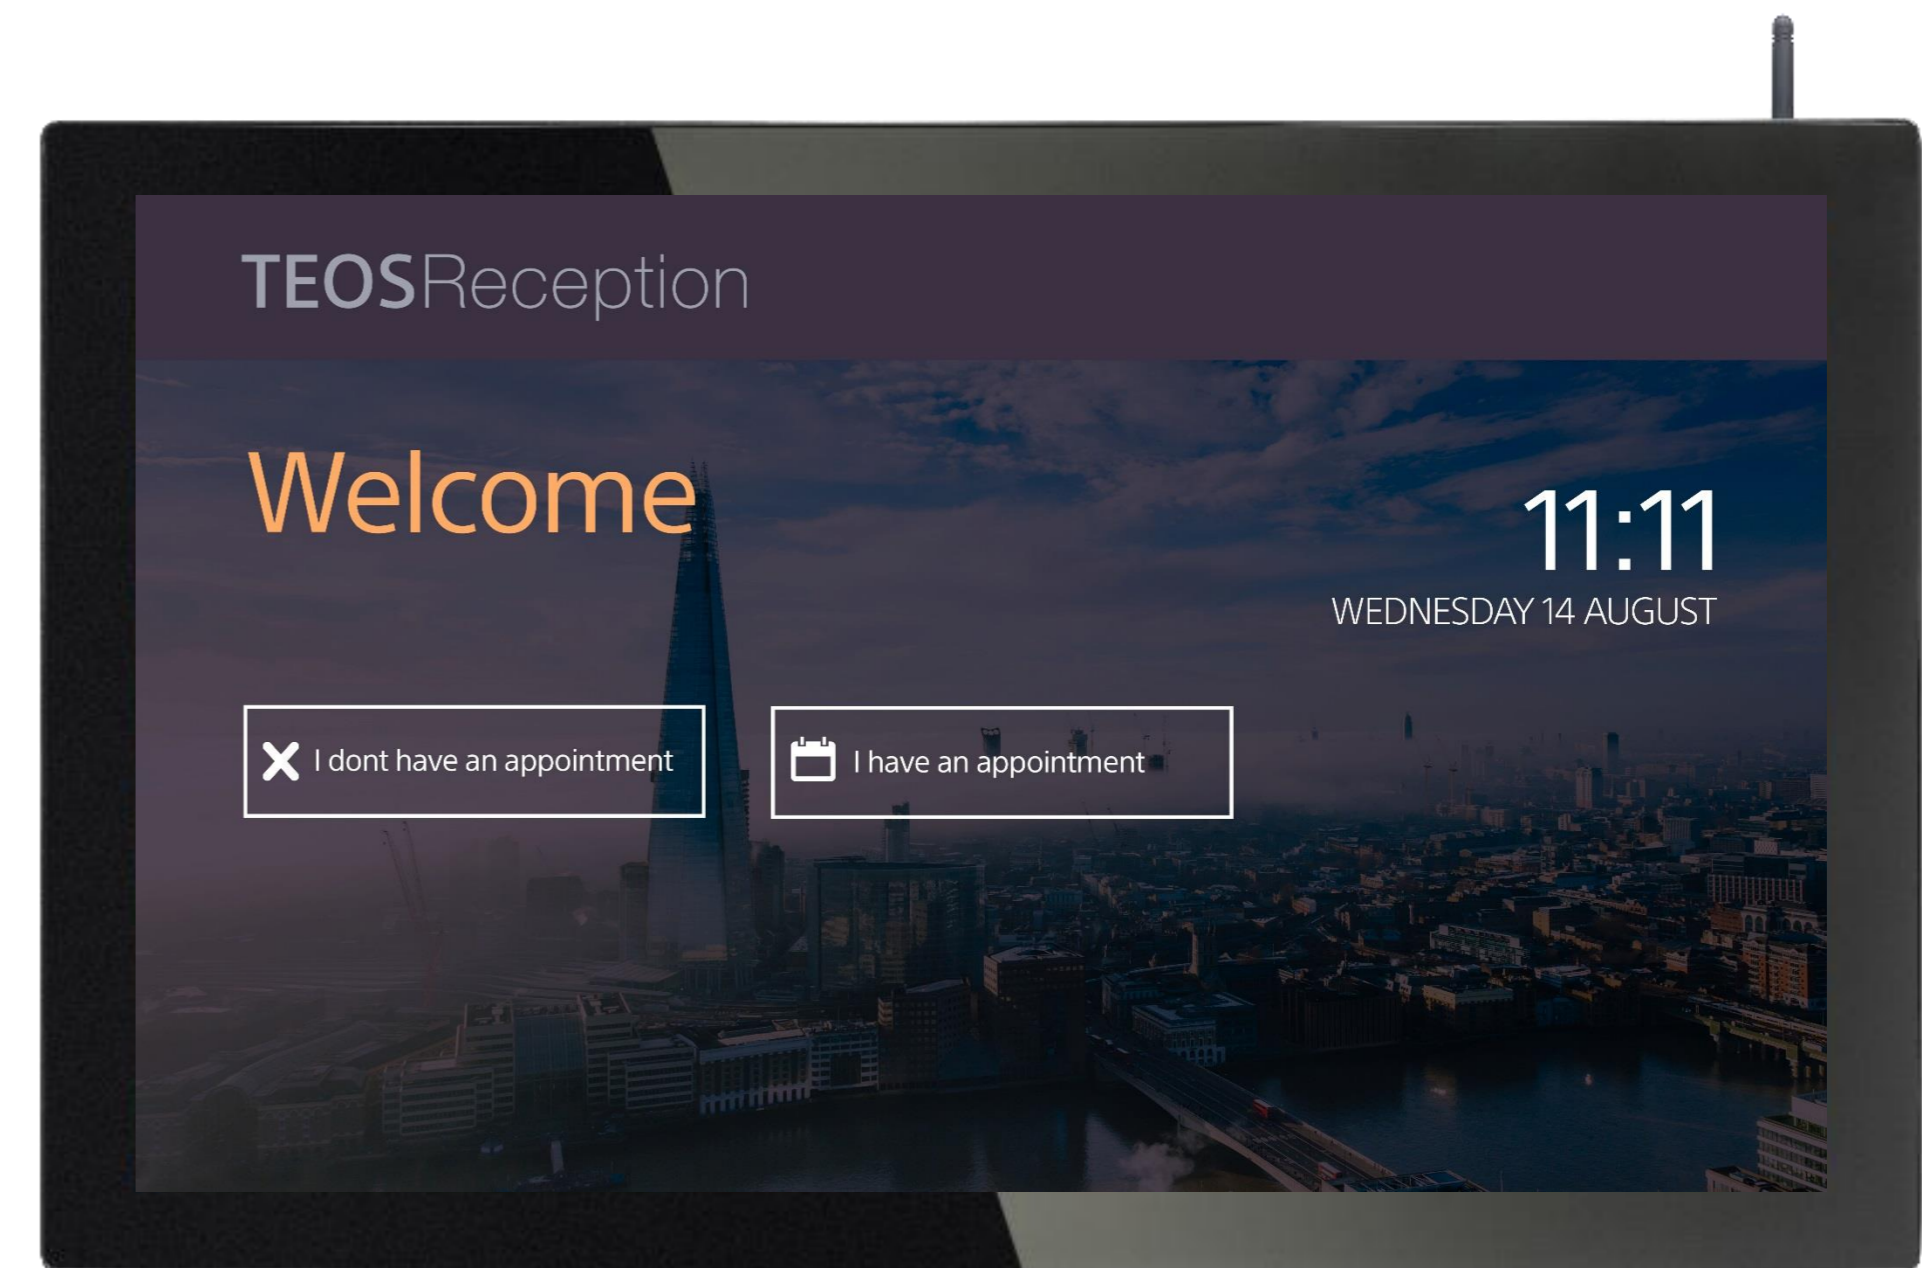 TEOSReception
Welcome
11:11
WEDNESDAY 14 AUGUST
I dont have an appointment
I have an appointment